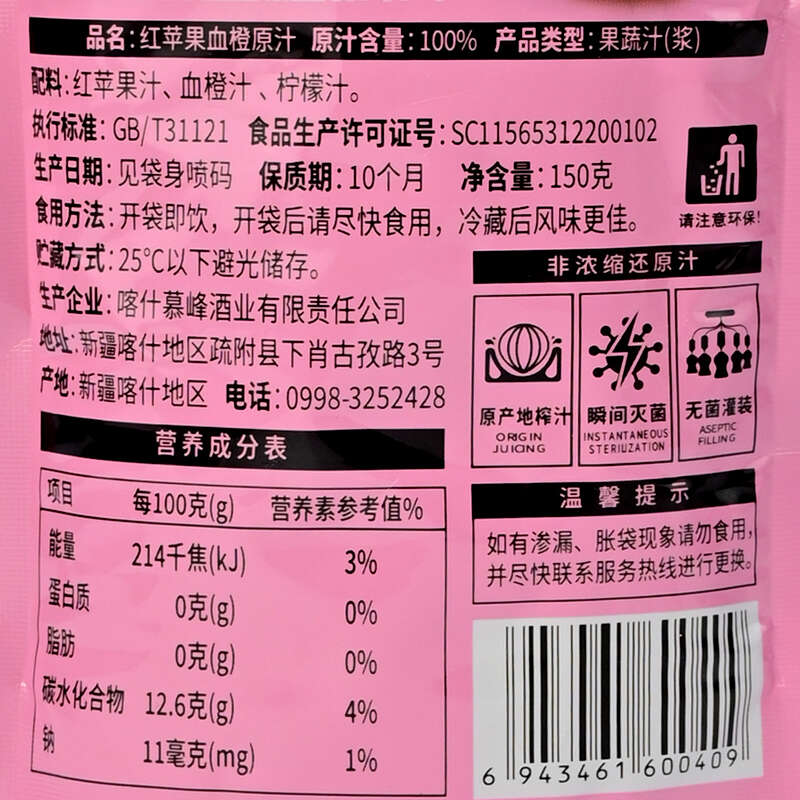 品名:红苹果血橙原汁 原汁含量:100% 产品类型:果蔬汁(浆)
配料:红苹果汁、血橙汁、柠檬汁。
执行标准:GB/T31121 食品生产许可证号:SC11565312200102
生产日期:见袋身喷码 保质期:10个月 净含量:150克
食用方法:开袋即饮,开袋后请尽快食用,冷藏后风味更佳。
贮藏方式:25℃以下避光储存。
生产企业:喀什慕峰酒业有限责任公司
地址:新疆喀什地区疏附县下肖古孜路3号
产地:新疆喀什地区 电话:0998-3252428
请注意环保!
非浓缩还原汁
原产地榨汁
ORIGIN
JUICING
瞬间灭菌
INSTANTANEOUS
STERILIZATION
无菌灌装
ASEPTIC
FILLING
营养成分表
项目 每100克(g) 营养素参考值%
能量 214千焦(kJ) 3%
蛋白质 0克(g) 0%
脂肪 0克(g) 0%
碳水化合物 12.6克(g) 4%
钠 11毫克(mg) 1%
温馨提示
如有渗漏、胀袋现象请勿食用,
并尽快联系服务热线进行更换。
6 943461 600409